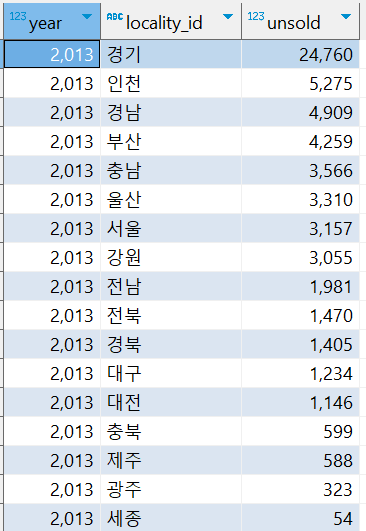 123 year ABC locality_id 123 unsold
2,013 경기 24,760
2,013 인천 5,275
2,013 경남 4,909
2,013 부산 4,259
2,013 충남 3,566
2,013 울산 3,310
2,013 서울 3,157
2,013 강원 3,055
2,013 전남 1,981
2,013 전북 1,470
2,013 경북 1,405
2,013 대구 1,234
2,013 대전 1,146
2,013 충북 599
2,013 제주 588
2,013 광주 323
2,013 세종 54